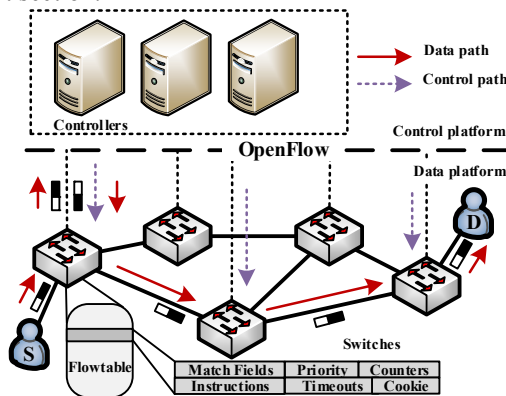 Data path
Control path
Controllers
Control platform
OpenFlow
Data platform
D
S
Switches
Flowtable
Match Fields Priority Counters
Instructions Timeouts Cookie